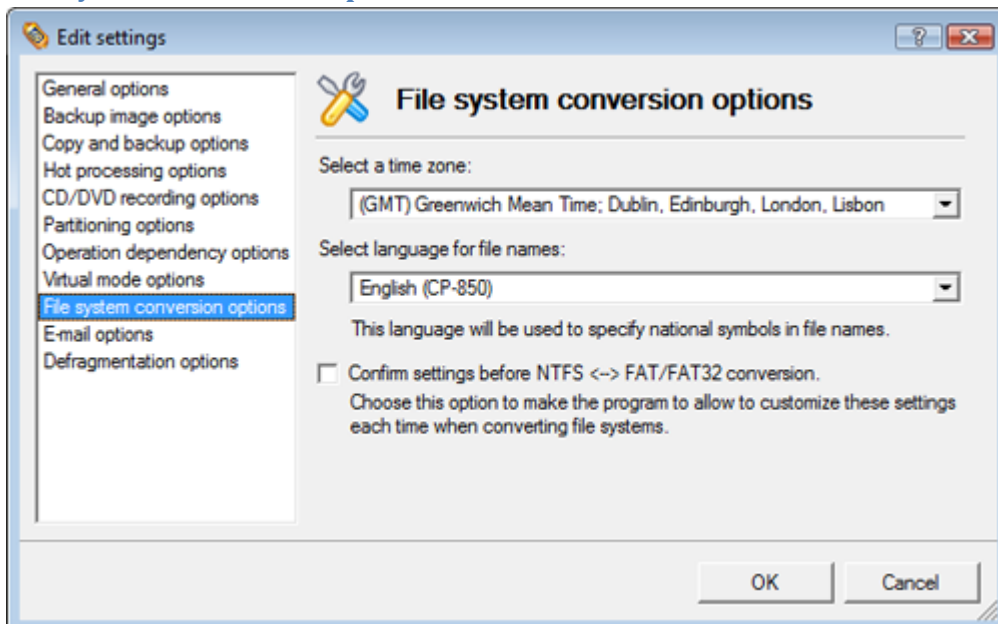 Edit settings
General options
Backup image options
Copy and backup options
Hot processing options
CD/DVD recording options
Partitioning options
Operation dependency options
Virtual mode options
File system conversion options
E-mail options
Defragmentation options
File system conversion options
Select a time zone:
(GMT) Greenwich Mean Time; Dublin, Edinburgh, London, Lisbon
Select language for file names:
English (CP-850)
This language will be used to specify national symbols in file names.
Confirm settings before NTFS <--> FAT/FAT32 conversion.
Choose this option to make the program to allow to customize these settings
each time when converting file systems.
OK
Cancel